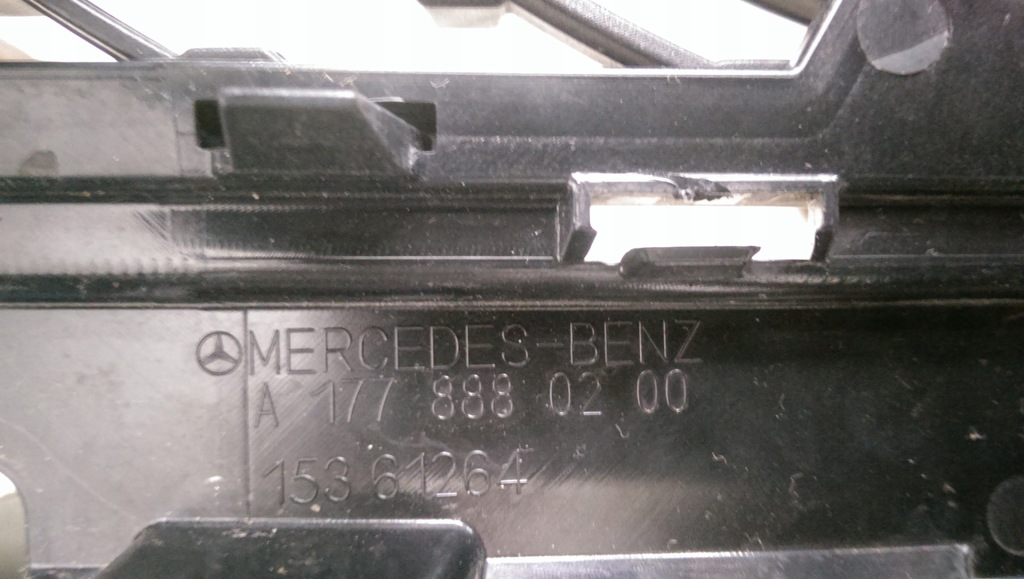 MERCEDES-BENZ
A 177 888 02 00
153 61264